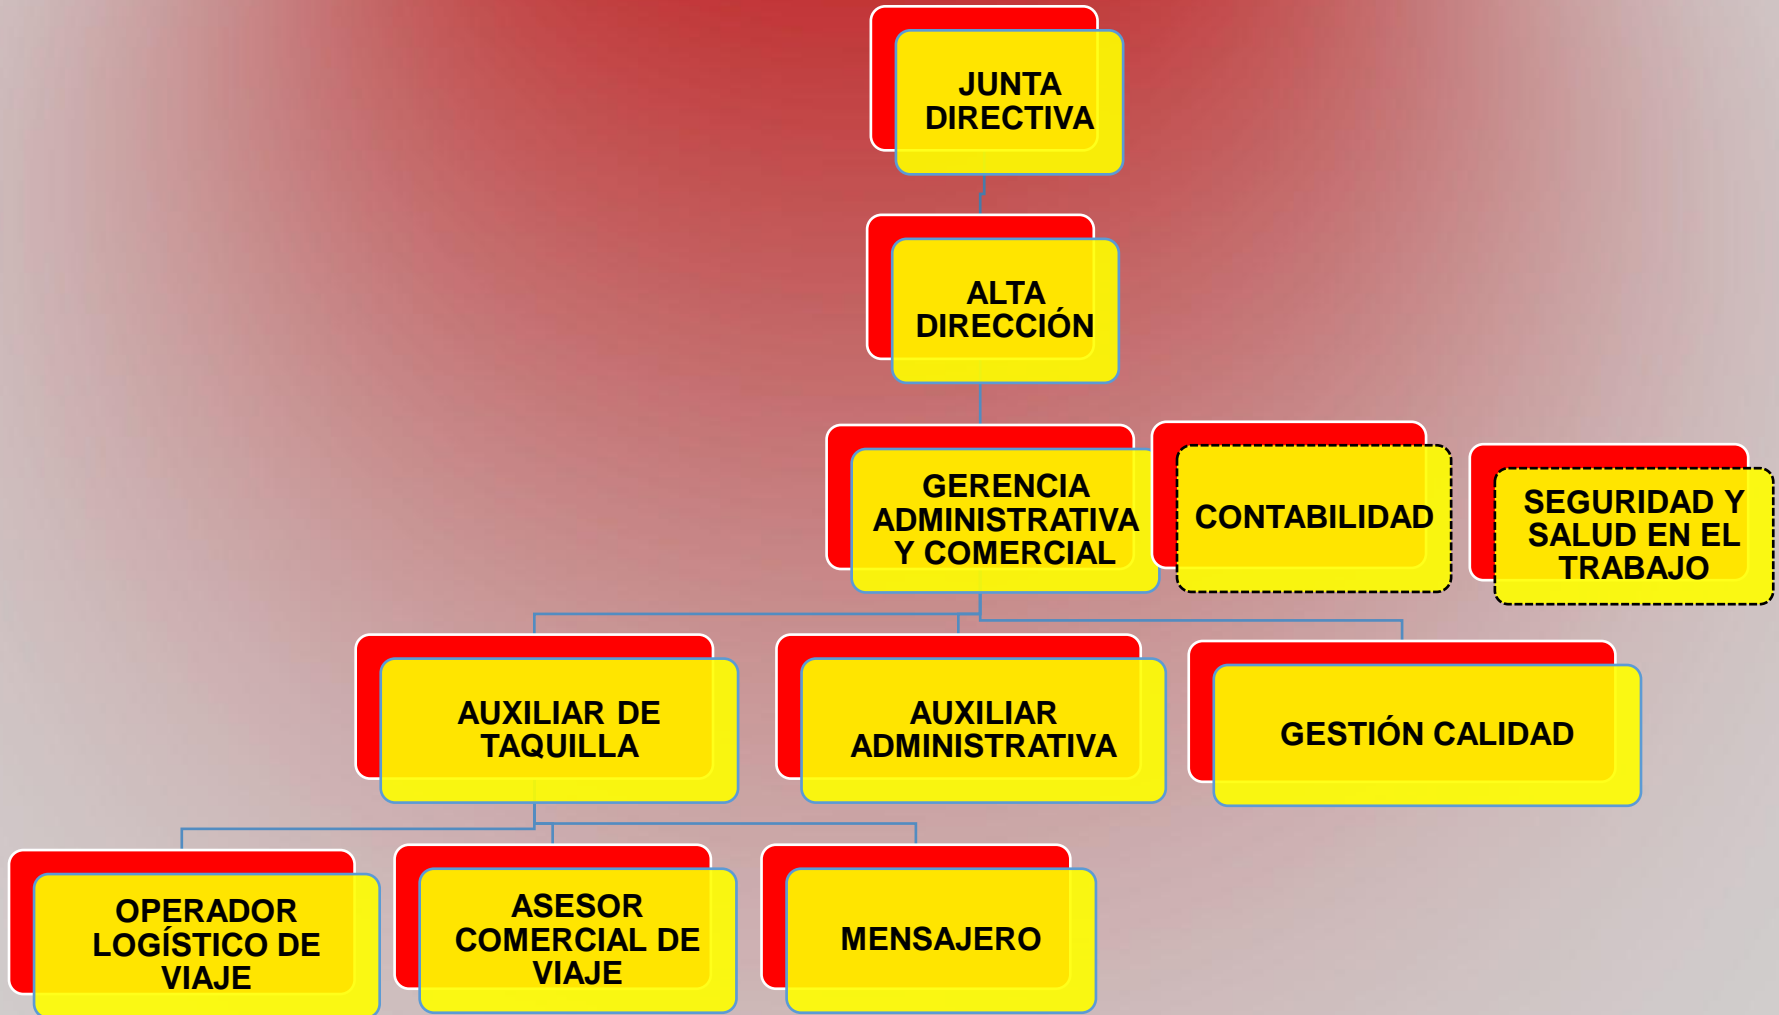 JUNTA
DIRECTIVA
ALTA
DIRECCIÓN
GERENCIA
ADMINISTRATIVA
Y COMERCIAL
CONTABILIDAD
SEGURIDAD Y
SALUD EN EL
TRABAJO
AUXILIAR DE
TAQUILLA
AUXILIAR
ADMINISTRATIVA
GESTIÓN CALIDAD
OPERADOR
LOGÍSTICO DE
VIAJE
ASESOR
COMERCIAL DE
VIAJE
MENSAJERO